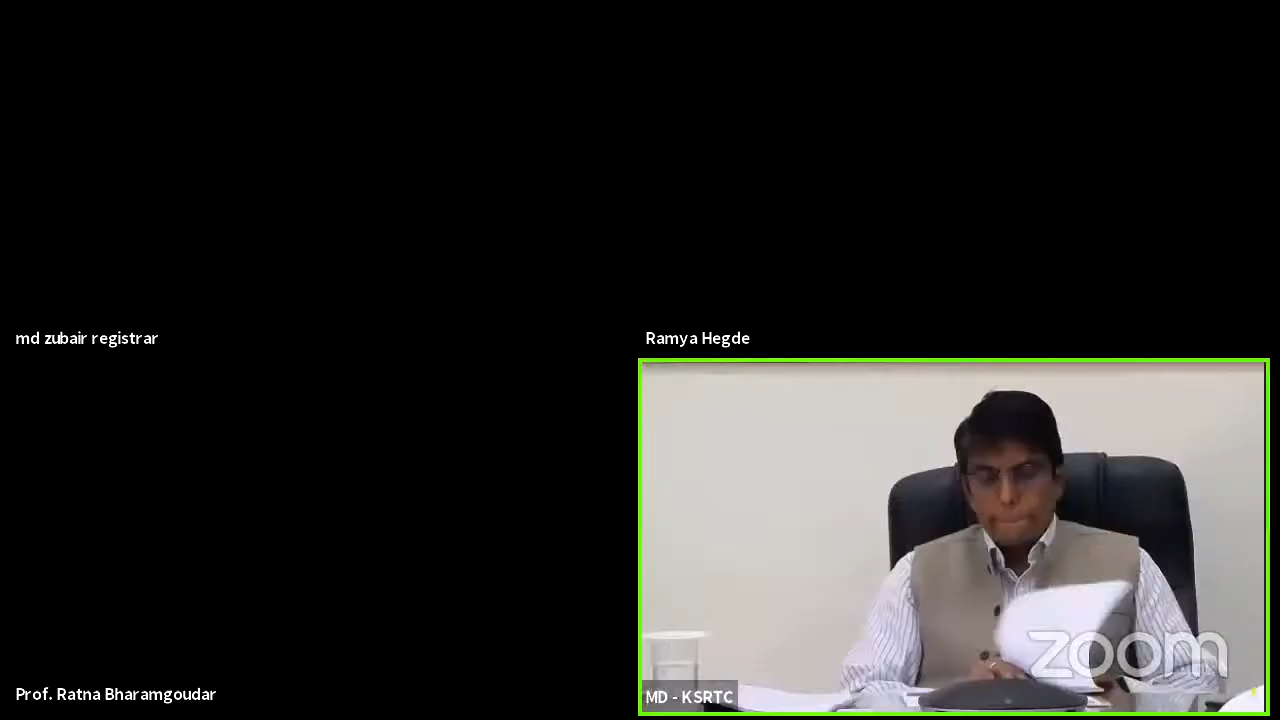 md zubair registrar
Ramya Hegde
Prof. Ratna Bharamgoudar
MD - KSRTC
zoom